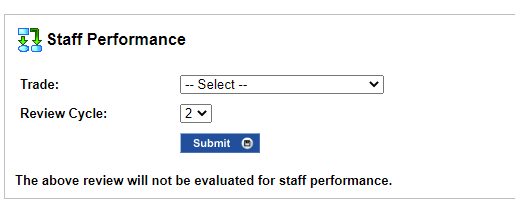 Staff Performance
Trade: -- Select --
Review Cycle: 2
Submit
The above review will not be evaluated for staff performance.